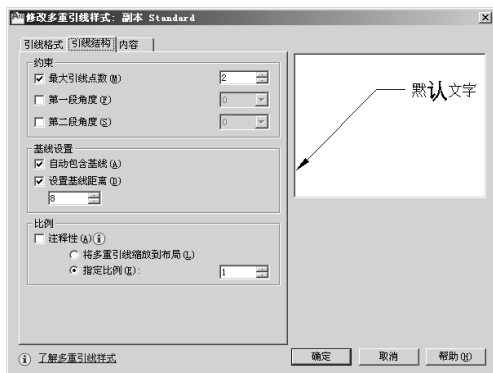 修改多重引线样式: 副本 Standard
引线格式 引线结构 内容
约束
最大引线点数(M) 2
第一段角度(F) 0
第二段角度(S) 0
基线设置
自动包含基线(A)
设置基线距离(D)
8
比例
注释性(A)
将多重引线缩放到布局(L)
指定比例(E): 1
默认文字
了解多重引线样式
确定 取消 帮助(H)